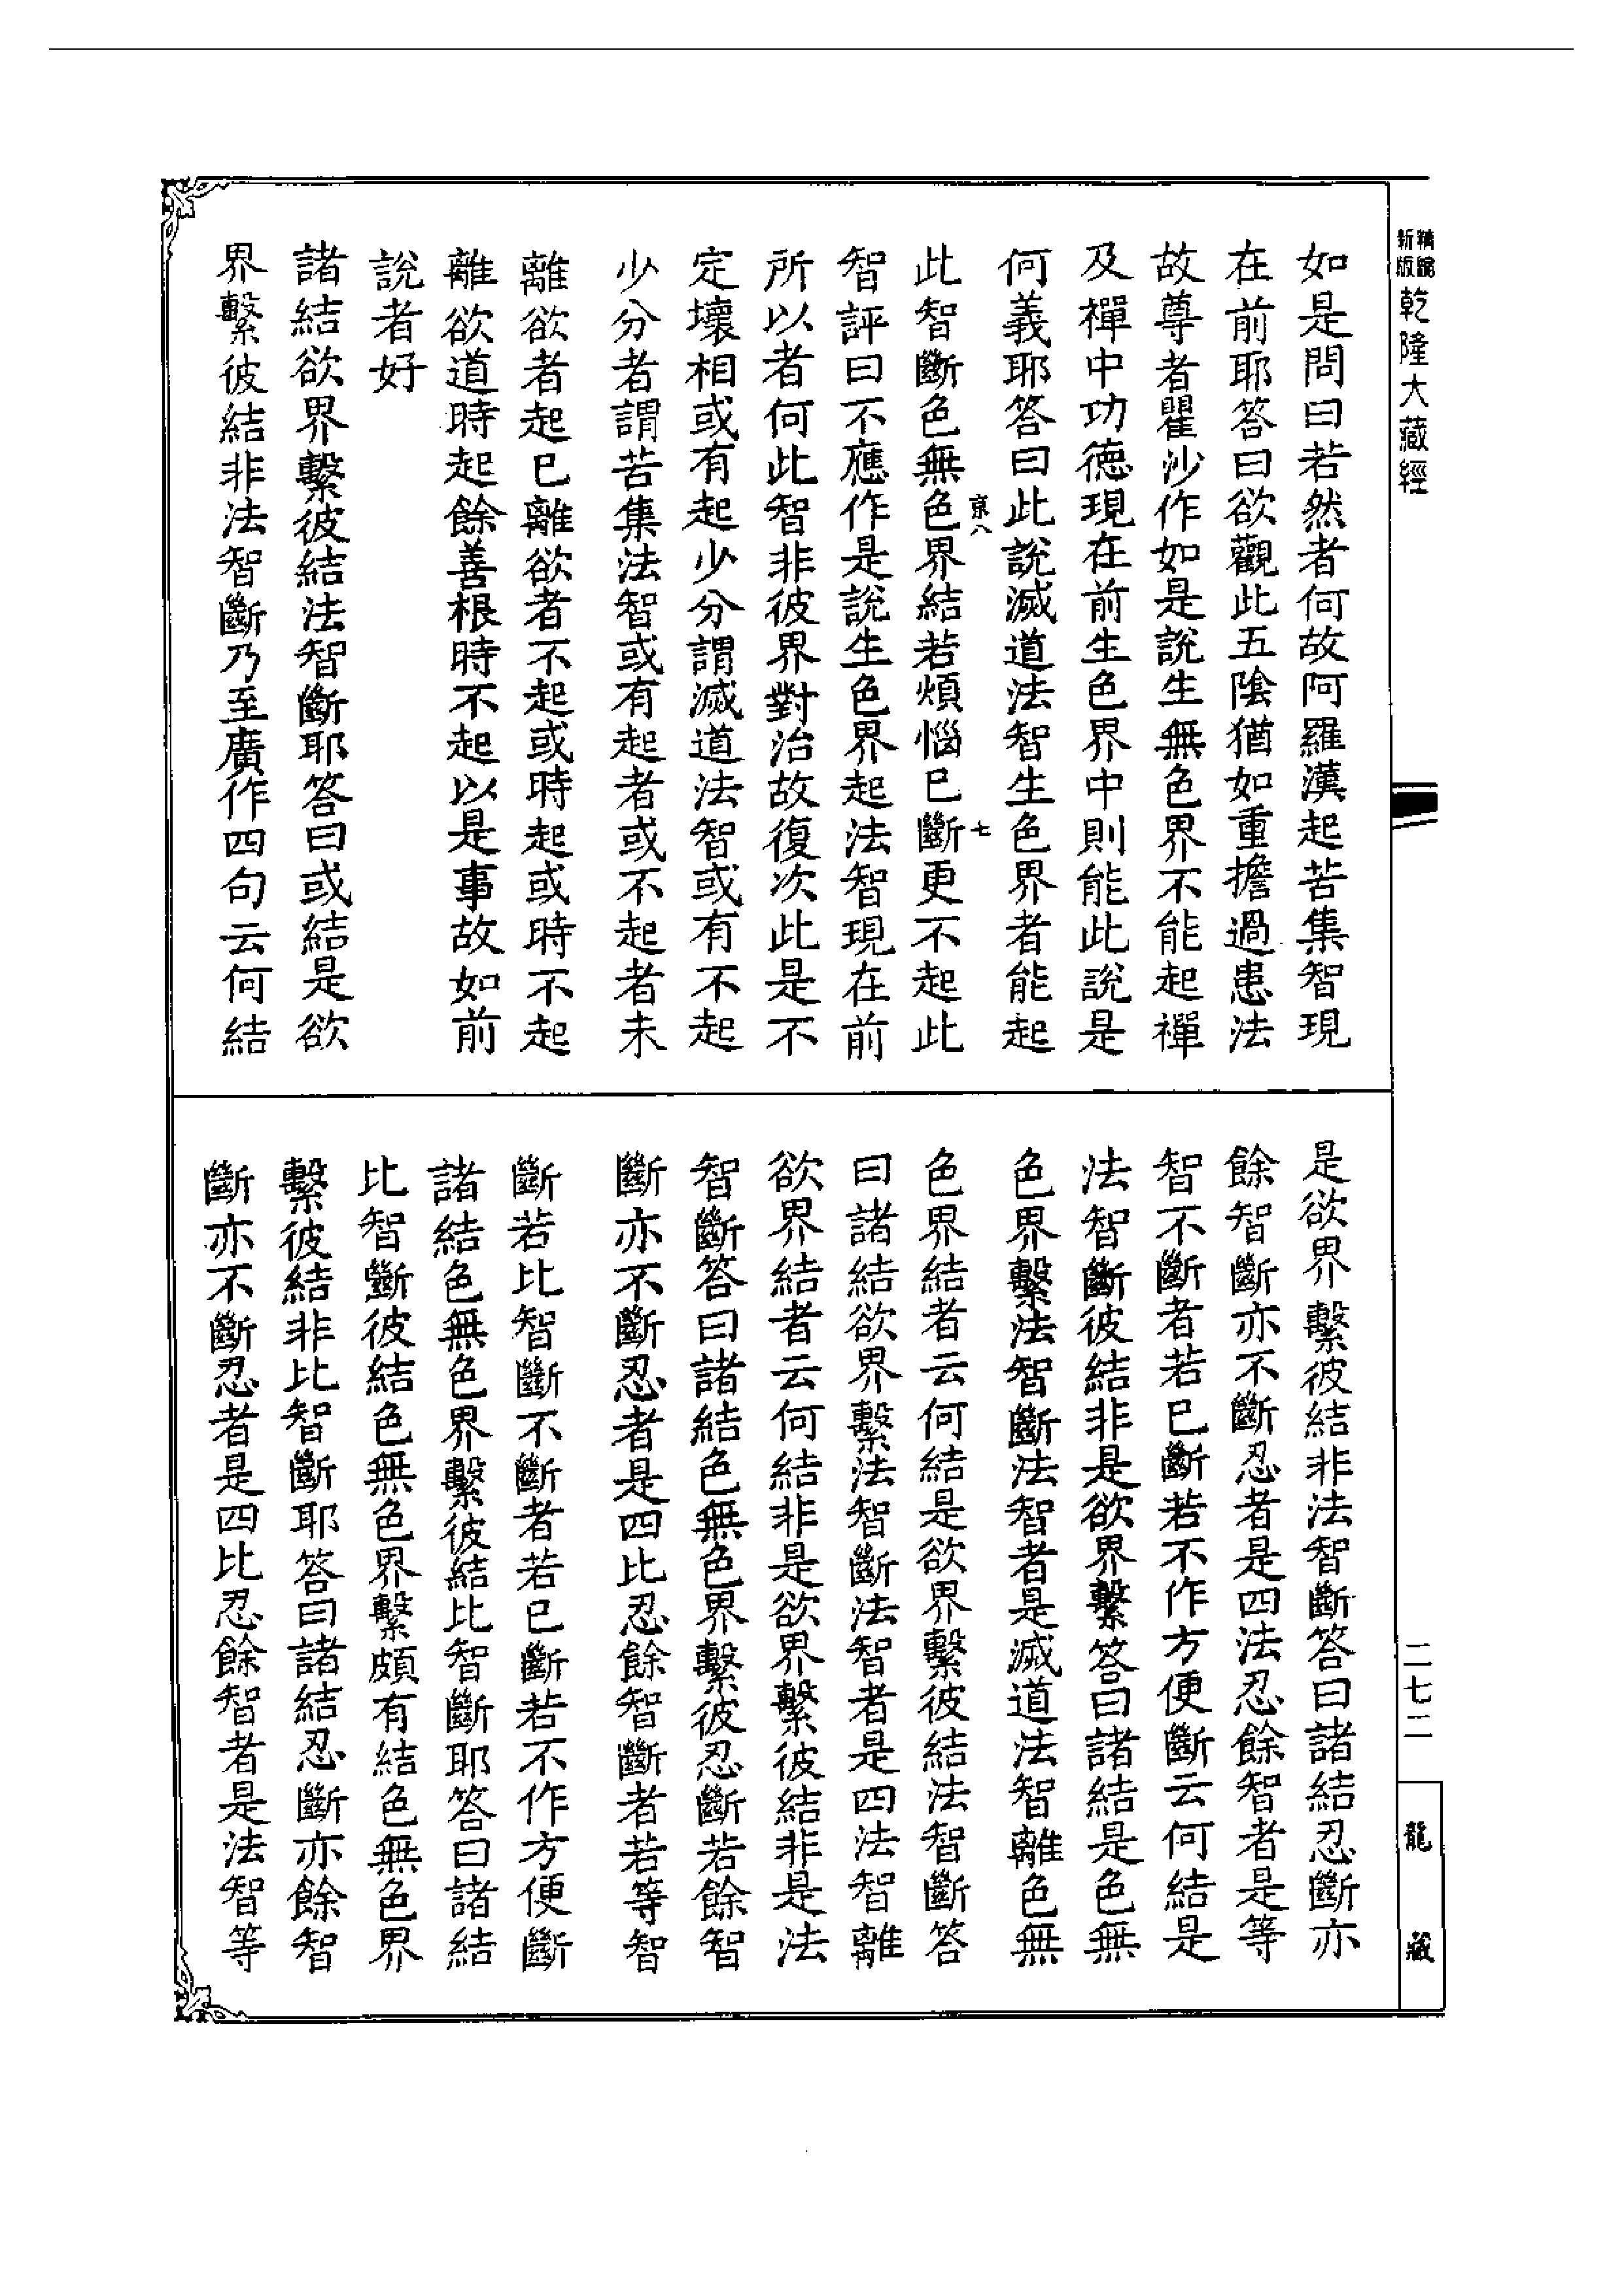 新版
精縮
乾隆大藏經
如是問曰若然者何故阿羅漢起苦集智現
在前耶答曰欲觀此五陰猶如重擔過患法
故尊者瞿沙作如是說生無色界不能起禪
及禪中功德現在前生色界中則能此說是
何義耶答曰此說滅道法智生色界者能起
京八
七
此智斷色無色界結若煩惱已斷更不起此
智評曰不應作是說生色界起法智現在前
所以者何此智非彼界對治故復次此是不
定壞相或有起少分謂滅道法智或有不起
少分者謂苦集法智或有起者或不起者未
離欲者起已離欲者不起或時起或時不起
離欲道時起餘善根時不起以是事故如前
說者好
諸結欲界繫彼結法智斷耶答曰或結是欲
界繫彼結非法智斷乃至廣作四句云何結
是欲界繫彼結非法智斷答曰諸結忍斷亦
餘智斷亦不斷忍者是四法忍餘智者是等
智不斷者若已斷若不作方便斷云何結是
法智斷彼結非是欲界繫答曰諸結是色無
色界繫法智斷法智者是滅道法智離色無
色界結者云何結是欲界繫彼結法智斷答
曰諸結欲界繫法智斷法智者是四法智離
欲界結者云何結非是欲界繫彼結非是法
智斷答曰諸結色無色界繫彼忍斷若餘智
斷亦不斷忍者是四比忍餘智斷者若等智
斷若比智斷不斷者若已斷若不作方便斷
諸結色無色界繫彼結比智斷耶答曰諸結
比智斷彼結色無色界繫頗有結色無色界
繫彼結非比智斷耶答曰諸結忍斷亦餘智
斷亦不斷忍者是四比忍餘智者是法智等
二七二
龍藏